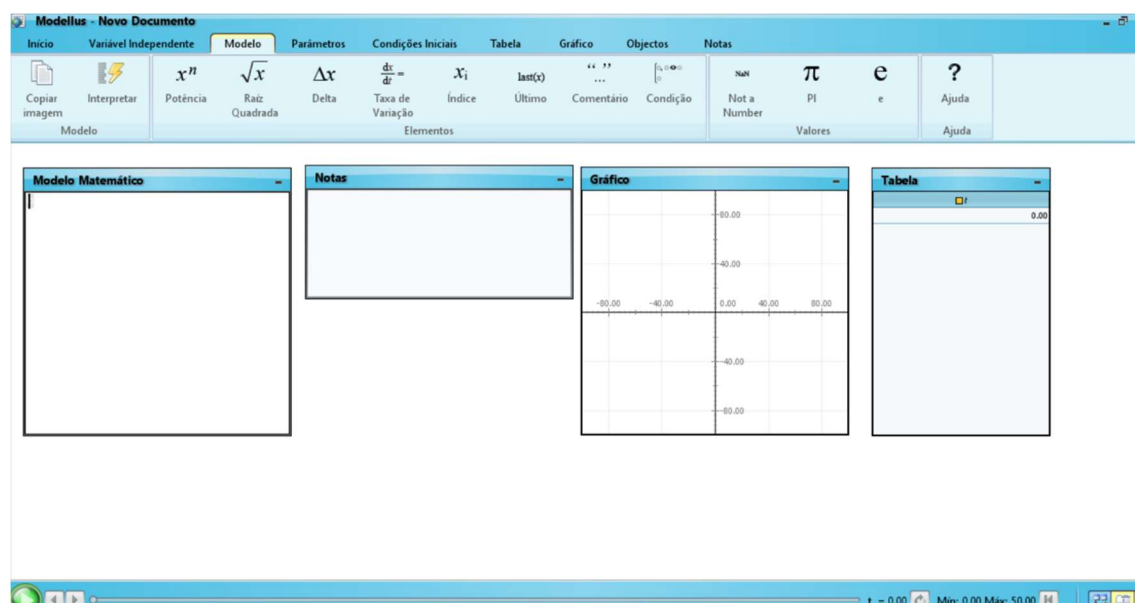 Modellus - Novo Documento
Início Variável Independente Modelo Parâmetros Condições Iniciais Tabela Gráfico Objectos Notas
xⁿ √x Δx dx/dt = xᵢ last(x) “ ” ... NaN π e ?
Copiar imagem Interpretar Potência Raiz Quadrada Delta Taxa de Variação Índice Último Comentário Condição Not a Number PI e Ajuda
Modelo Elementos Valores Ajuda
Modelo Matemático Notas Gráfico Tabela
t
0.00
80.00
40.00
-80.00 -40.00 0.00 40.00 80.00
-40.00
-80.00
t = 0.00 Mín: 0.00 Máx: 50.00